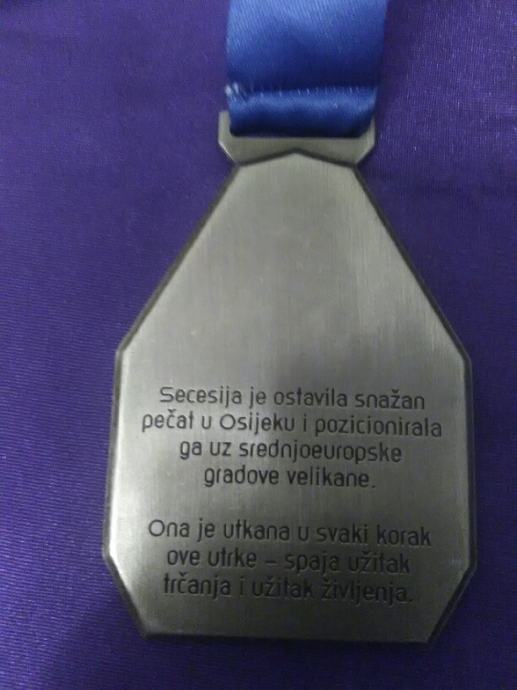 Secesija je ostavila snažan
pečat u Osijeku i pozicionirala
ga uz srednjoeuropske
gradove velikane.
Ona je utkana u svaki korak
ove utrke – spaja užitak
trčanja i užitak življenja.